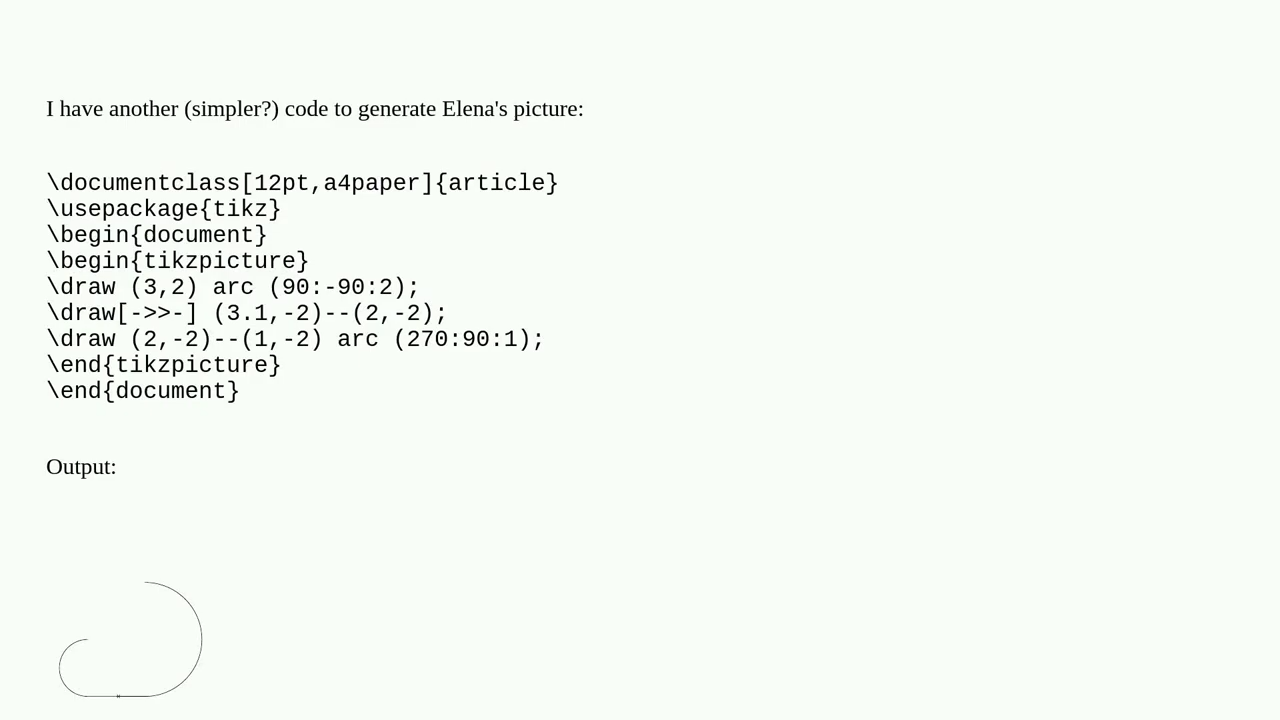 I have another (simpler?) code to generate Elena's picture:
\documentclass[12pt,a4paper]{article}
\usepackage{tikz}
\begin{document}
\begin{tikzpicture}
\draw (3,2) arc (90:-90:2);
\draw[->>-] (3.1,-2)--(2,-2);
\draw (2,-2)--(1,-2) arc (270:90:1);
\end{tikzpicture}
\end{document}
Output: